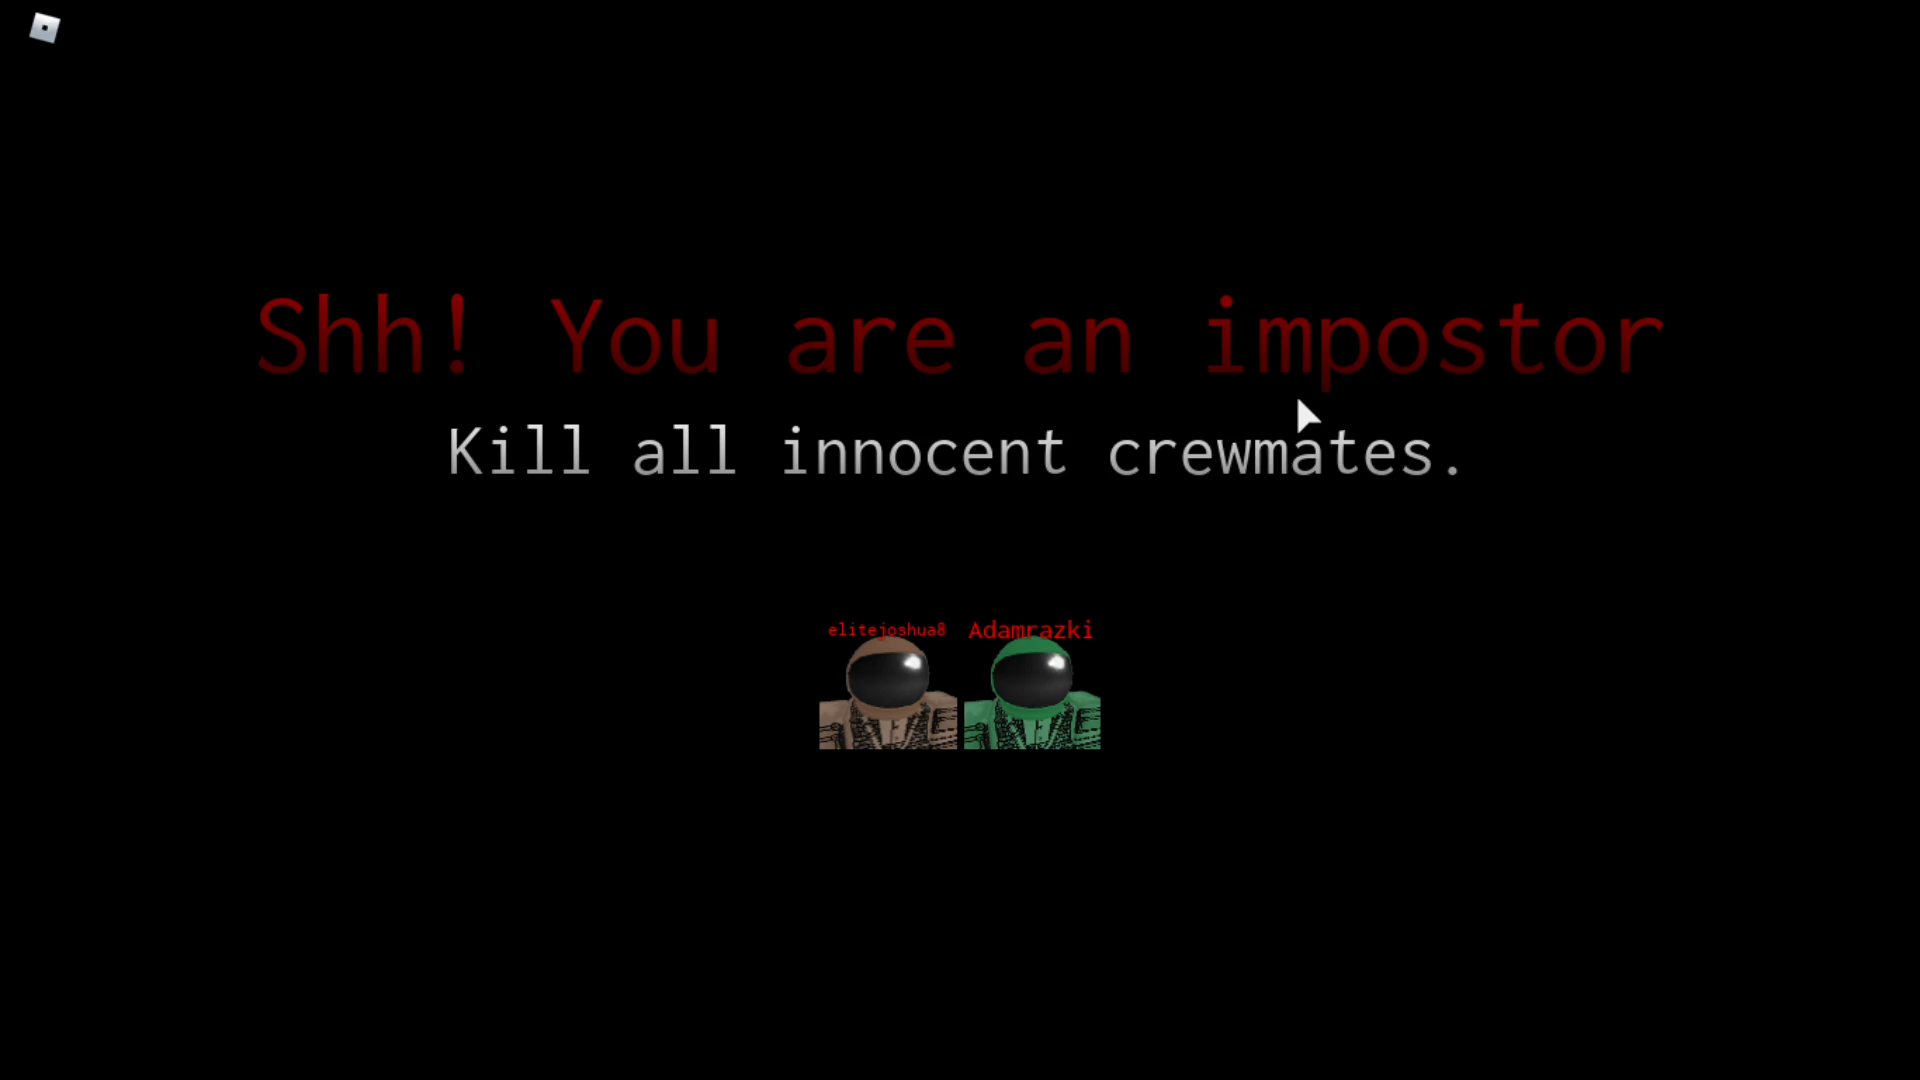 Shh! You are an impostor
Kill all innocent crewmates.
elitejoshua8 Adamrazki